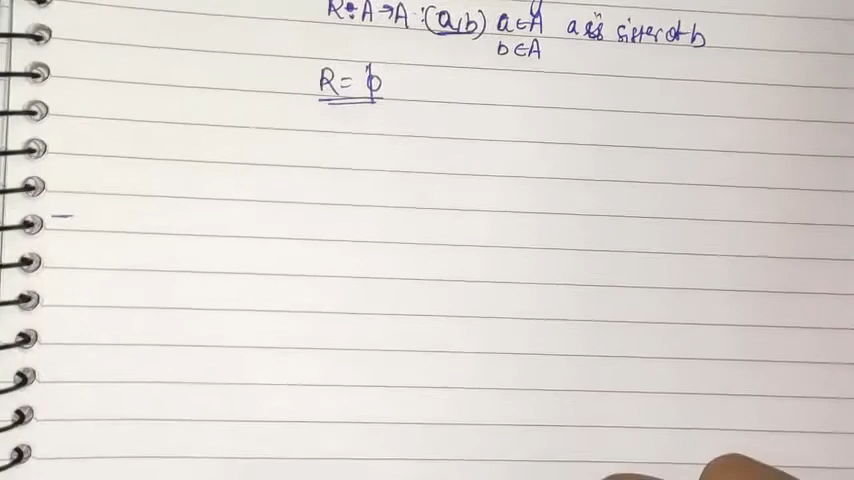 R: A → A : (a, b) a ∈ A a is sister of b
b ∈ A
R = ϕ